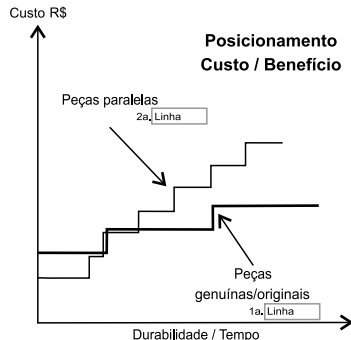 Custo R$
Posicionamento
Custo / Benefício
Peças paralelas
2a. Linha
Peças
genuínas/originais
1a. Linha
Durabilidade / Tempo